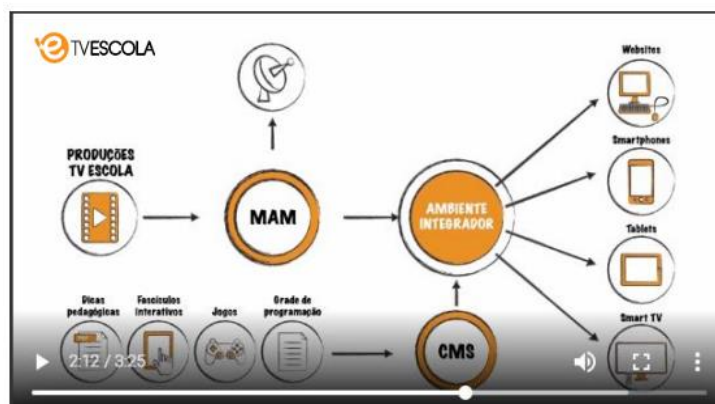 eTVESCOLA
PRODUÇÕES
TV ESCOLA
MAM
AMBIENTE
INTEGRADOR
Websites
Smartphones
Tablets
Smart TV
Dicas
pedagógicas
Fascículos
interativos
Jogos
Grade de
programação
CMS
2:12 / 3:25